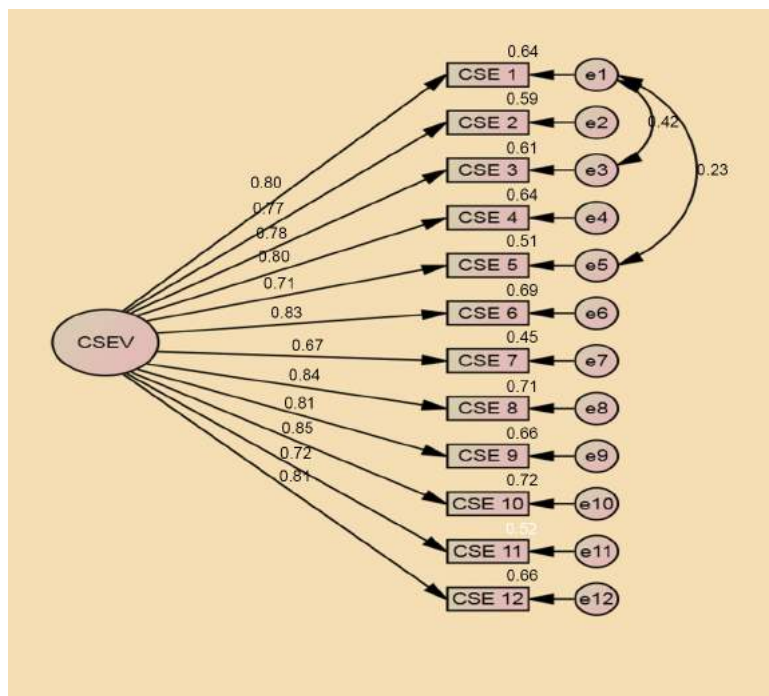 0.64
CSE 1
e1
0.59
CSE 2
e2
0.42
0.61
CSE 3
e3
0.23
0.80
0.64
0.77
CSE 4
e4
0.78
0.51
0.80
CSE 5
e5
0.71
0.69
0.83
CSE 6
e6
CSEV
0.67
0.45
CSE 7
e7
0.84
0.71
0.81
CSE 8
e8
0.85
0.66
0.72
CSE 9
e9
0.81
0.72
CSE 10
e10
0.52
CSE 11
e11
0.66
CSE 12
e12